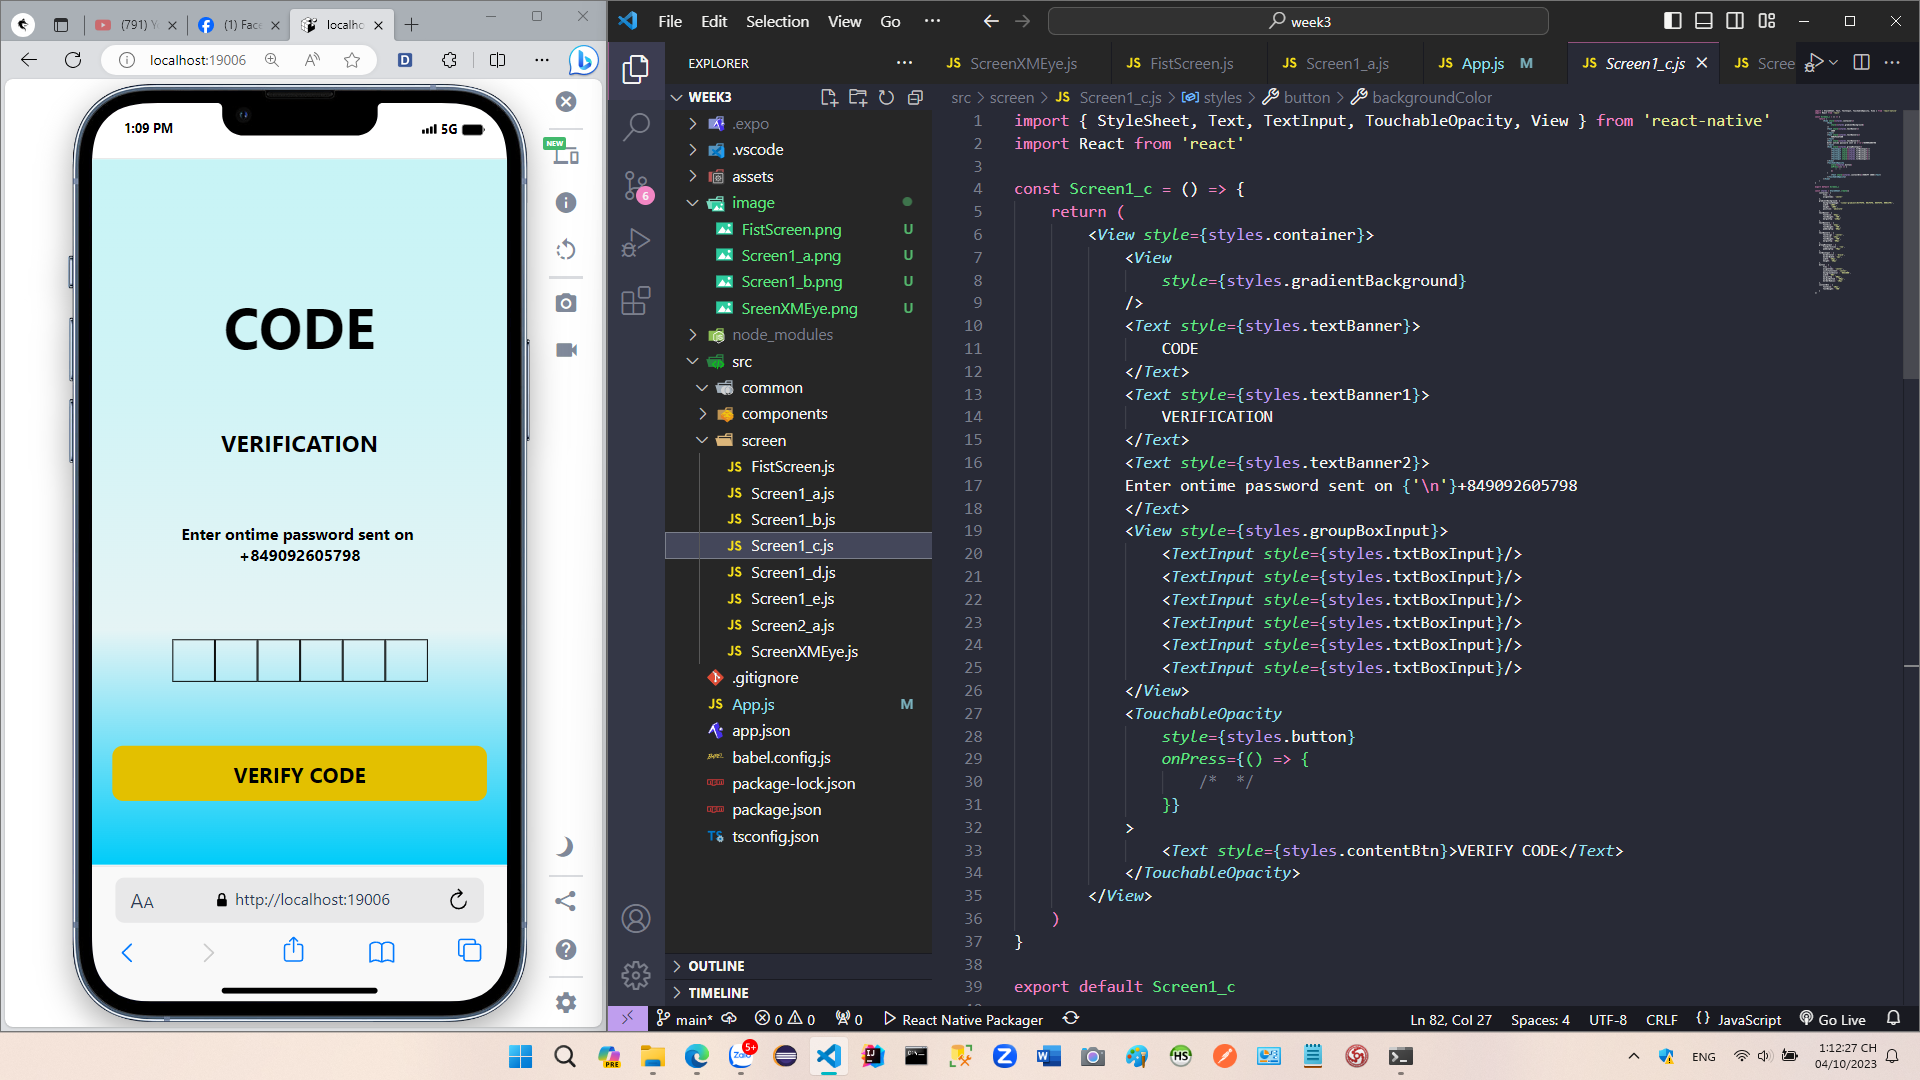 (791) Y
(1) Face
localho
localhost:19006
1:09 PM
5G
CODE
VERIFICATION
Enter ontime password sent on
+849092605798
VERIFY CODE
AA
http://localhost:19006
NEW
File Edit Selection View Go
week3
EXPLORER
WEEK3
.expo
.vscode
assets
image
FistScreen.png U
Screen1_a.png U
Screen1_b.png U
SreenXMEye.png U
node_modules
src
common
components
screen
JS FistScreen.js
JS Screen1_a.js
JS Screen1_b.js
JS Screen1_c.js
JS Screen1_d.js
JS Screen1_e.js
JS Screen2_a.js
JS ScreenXMEye.js
.gitignore
JS App.js M
app.json
babel.config.js
package-lock.json
package.json
TS tsconfig.json
OUTLINE
TIMELINE
6
JS ScreenXMEye.js
JS FistScreen.js
JS Screen1_a.js
JS App.js M
JS Screen1_c.js
JS Scree
src > screen > JS Screen1_c.js > styles > button > backgroundColor
1 import { StyleSheet, Text, TextInput, TouchableOpacity, View } from 'react-native'
2 import React from 'react'
3
4 const Screen1_c = () => {
5 return (
6 <View style={styles.container}>
7 <View
8 style={styles.gradientBackground}
9 />
10 <Text style={styles.textBanner}>
11 CODE
12 </Text>
13 <Text style={styles.textBanner1}>
14 VERIFICATION
15 </Text>
16 <Text style={styles.textBanner2}>
17 Enter ontime password sent on {'\n'}+849092605798
18 </Text>
19 <View style={styles.groupBoxInput}>
20 <TextInput style={styles.txtBoxInput}/>
21 <TextInput style={styles.txtBoxInput}/>
22 <TextInput style={styles.txtBoxInput}/>
23 <TextInput style={styles.txtBoxInput}/>
24 <TextInput style={styles.txtBoxInput}/>
25 <TextInput style={styles.txtBoxInput}/>
26 </View>
27 <TouchableOpacity
28 style={styles.button}
29 onPress={() => {
30 /*  */
31 }}
32 >
33 <Text style={styles.contentBtn}>VERIFY CODE</Text>
34 </TouchableOpacity>
35 </View>
36 )
37 }
38
39 export default Screen1_c
main* 0 0 0 React Native Packager
Ln 82, Col 27 Spaces: 4 UTF-8 CRLF {} JavaScript Go Live
5+
ENG
1:12:27 CH
04/10/2023